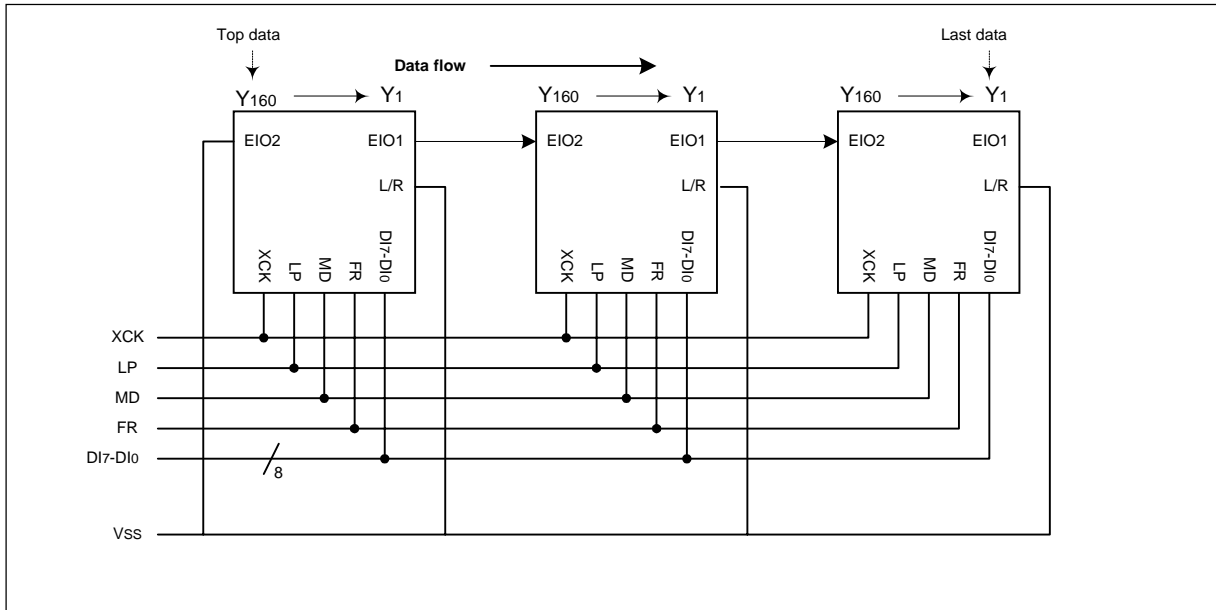 Top data
Last data
Data flow
Y160 Y1 Y160 Y1 Y160 Y1
EIO2 EIO1 EIO2 EIO1 EIO2 EIO1
L/R L/R L/R
XCK LP MD FR DI7-DI0 XCK LP MD FR DI7-DI0 XCK LP MD FR DI7-DI0
XCK
LP
MD
FR
DI7-DI0
8
VSS